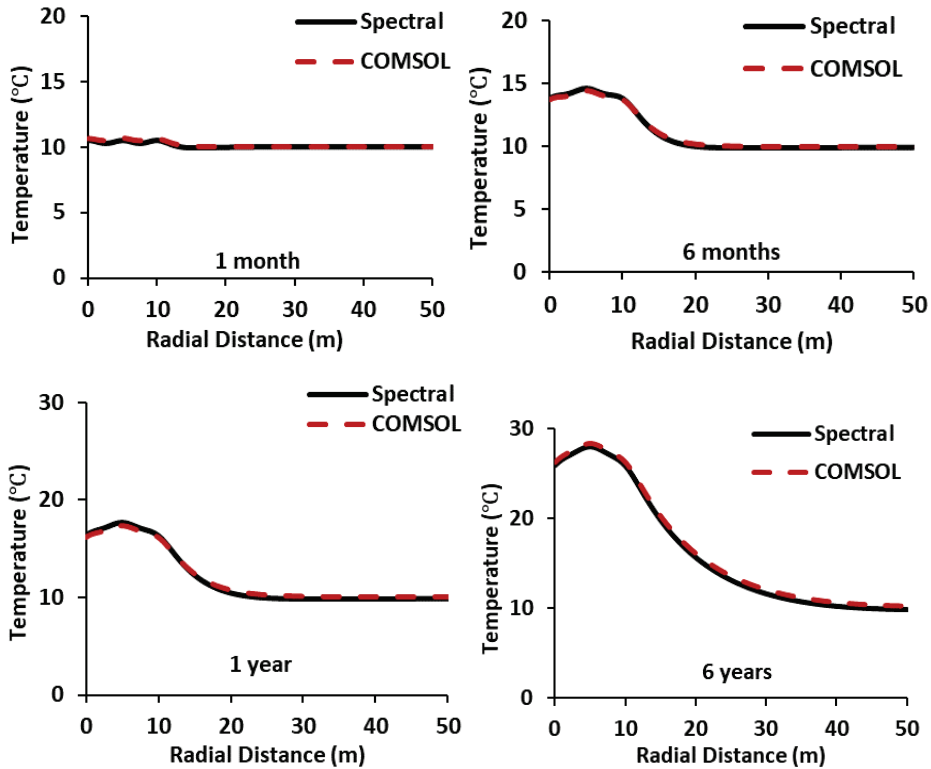 20
15
10
5
0
Temperature (°C)
Spectral
COMSOL
1 month
0 10 20 30 40 50
Radial Distance (m)
20
15
10
5
0
Temperature (°C)
Spectral
COMSOL
6 months
0 10 20 30 40 50
Radial Distance (m)
30
20
10
0
Temperature (°C)
Spectral
COMSOL
1 year
0 10 20 30 40 50
Radial Distance (m)
30
20
10
0
Temperature (°C)
Spectral
COMSOL
6 years
0 10 20 30 40 50
Radial Distance (m)